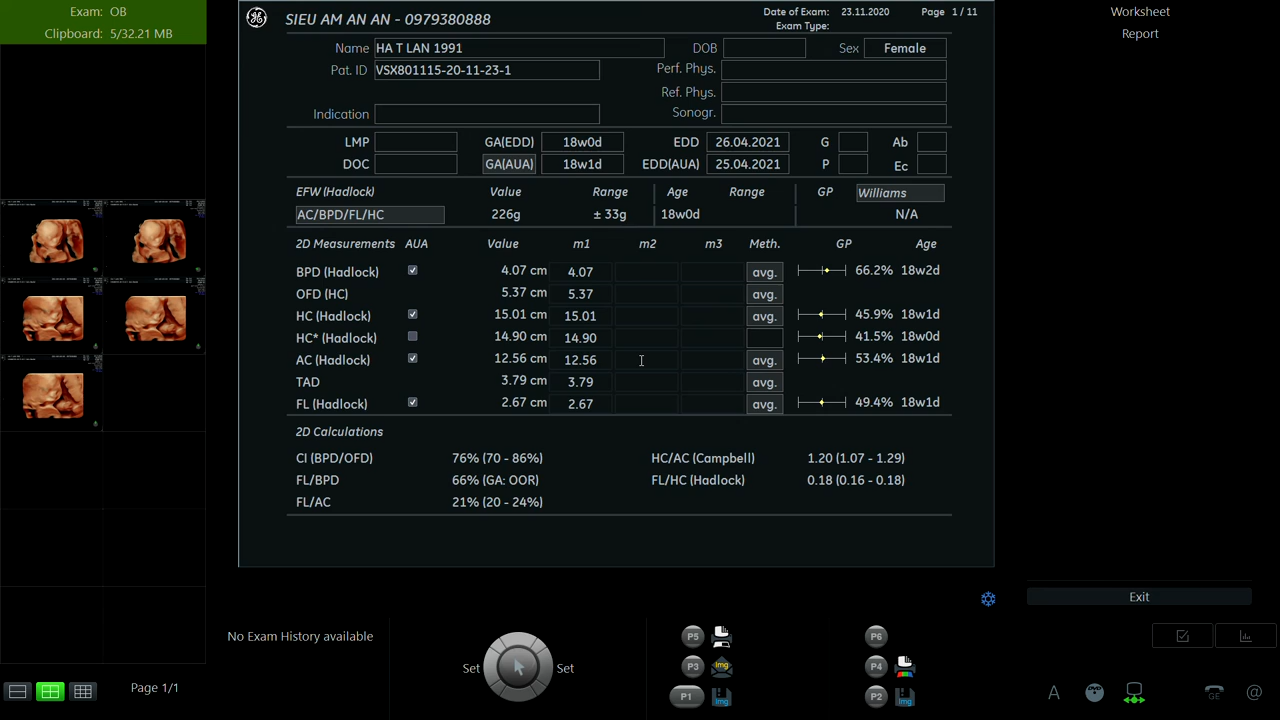 Exam: OB
Clipboard: 5/32.21 MB
SIEU AM AN AN - 0979380888
Date of Exam: 23.11.2020 Page 1 / 11
Exam Type:
Name HA T LAN 1991 DOB Sex Female
Pat. ID VSX801115-20-11-23-1 Perf. Phys.
Ref. Phys.
Indication Sonogr.
LMP GA(EDD) 18w0d EDD 26.04.2021 G Ab
DOC GA(AUA) 18w1d EDD(AUA) 25.04.2021 P Ec
EFW (Hadlock) Value Range Age Range GP Williams
AC/BPD/FL/HC 226g ± 33g 18w0d N/A
2D Measurements AUA Value m1 m2 m3 Meth. GP Age
BPD (Hadlock) 4.07 cm 4.07 avg. 66.2% 18w2d
OFD (HC) 5.37 cm 5.37 avg.
HC (Hadlock) 15.01 cm 15.01 avg. 45.9% 18w1d
HC* (Hadlock) 14.90 cm 14.90 41.5% 18w0d
AC (Hadlock) 12.56 cm 12.56 avg. 53.4% 18w1d
TAD 3.79 cm 3.79 avg.
FL (Hadlock) 2.67 cm 2.67 avg. 49.4% 18w1d
2D Calculations
CI (BPD/OFD) 76% (70 - 86%) HC/AC (Campbell) 1.20 (1.07 - 1.29)
FL/BPD 66% (GA: OOR) FL/HC (Hadlock) 0.18 (0.16 - 0.18)
FL/AC 21% (20 - 24%)
Worksheet
Report
Exit
No Exam History available
Set Set
P5 P6
P3 Img P4
P1 Img P2 Img
Page 1/1
A GE @